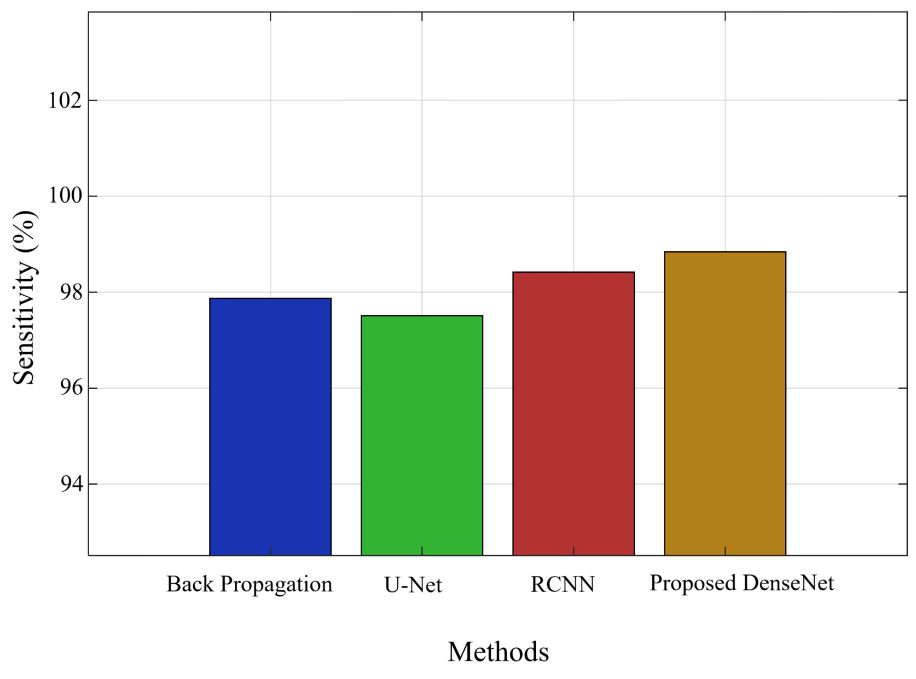 102
100
98
96
94
Sensitivity (%)
Back Propagation
U-Net
RCNN
Proposed DenseNet
Methods